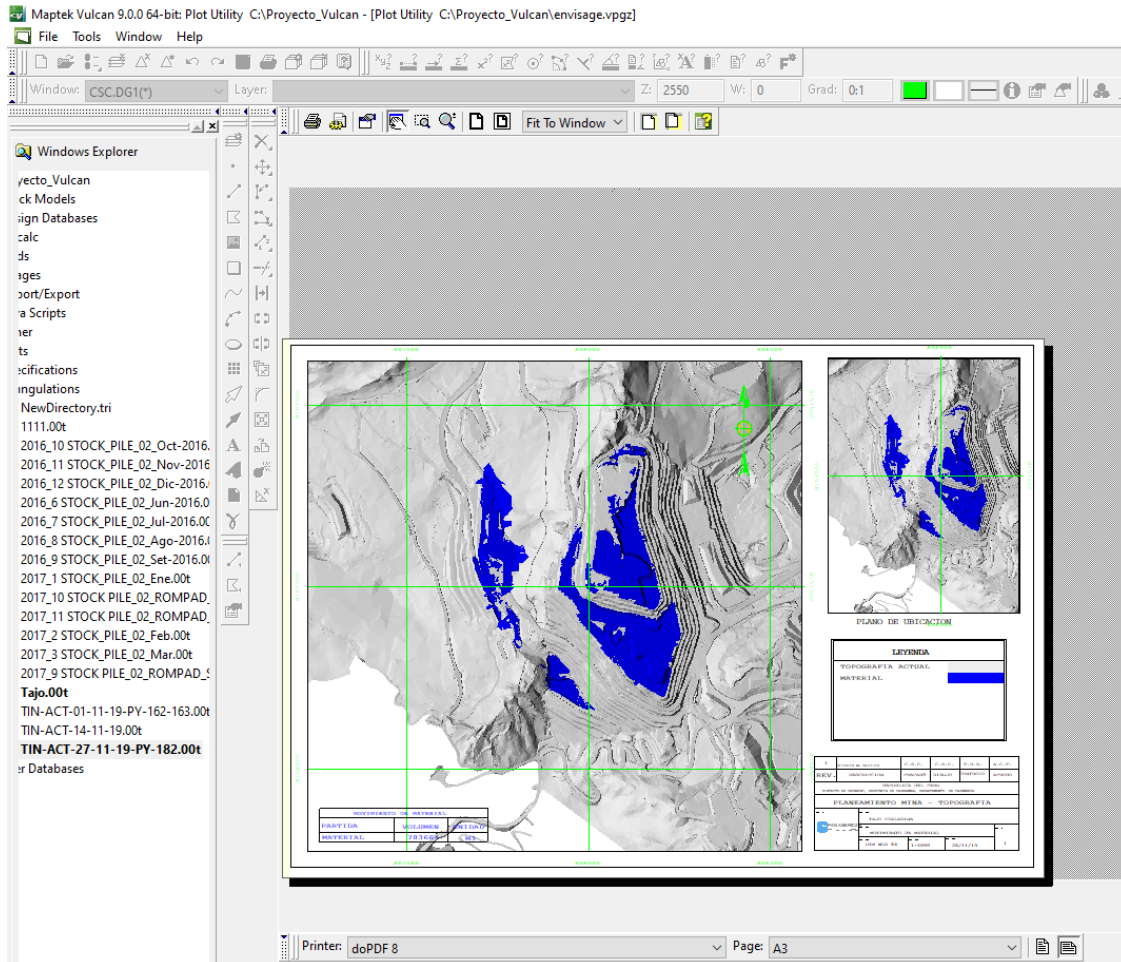 Maptek Vulcan 9.0.0 64-bit: Plot Utility C:\Proyecto_Vulcan - [Plot Utility C:\Proyecto_Vulcan\envisage.vpgz]
File Tools Window Help
Window: CSC.DG1(*) Layer: Z: 2550 W: 0 Grad: 0:1
Fit To Window
Windows Explorer
yecto_Vulcan
ck Models
sign Databases
calc
ds
ages
port/Export
va Scripts
ner
ts
ecifications
angulations
NewDirectory.tri
1111.00t
2016_10 STOCK_PILE_02_Oct-2016.
2016_11 STOCK_PILE_02_Nov-2016
2016_12 STOCK_PILE_02_Dic-2016.
2016_6 STOCK_PILE_02_Jun-2016.0
2016_7 STOCK_PILE_02_Jul-2016.00
2016_8 STOCK_PILE_02_Ago-2016.
2016_9 STOCK_PILE_02_Set-2016.00
2017_1 STOCK_PILE_02_Ene.00t
2017_10 STOCK PILE_02_ROMPAD_
2017_11 STOCK PILE_02_ROMPAD_
2017_2 STOCK_PILE_02_Feb.00t
2017_3 STOCK_PILE_02_Mar.00t
2017_9 STOCK PILE_02_ROMPAD_S
Tajo.00t
TIN-ACT-01-11-19-PY-162-163.00t
TIN-ACT-14-11-19.00t
TIN-ACT-27-11-19-PY-182.00t
er Databases
PLANO DE UBICACION
LEYENDA
TOPOGRAFIA ACTUAL
MATERIAL
REV.
PLANEAMIENTO MINA - TOPOGRAFIA
MOVIMIENTO DE MATERIAL
MOVIMIENTO DE MATERIAL
PARTIDA VOLUMEN UNIDAD
MATERIAL
Printer: doPDF 8 Page: A3